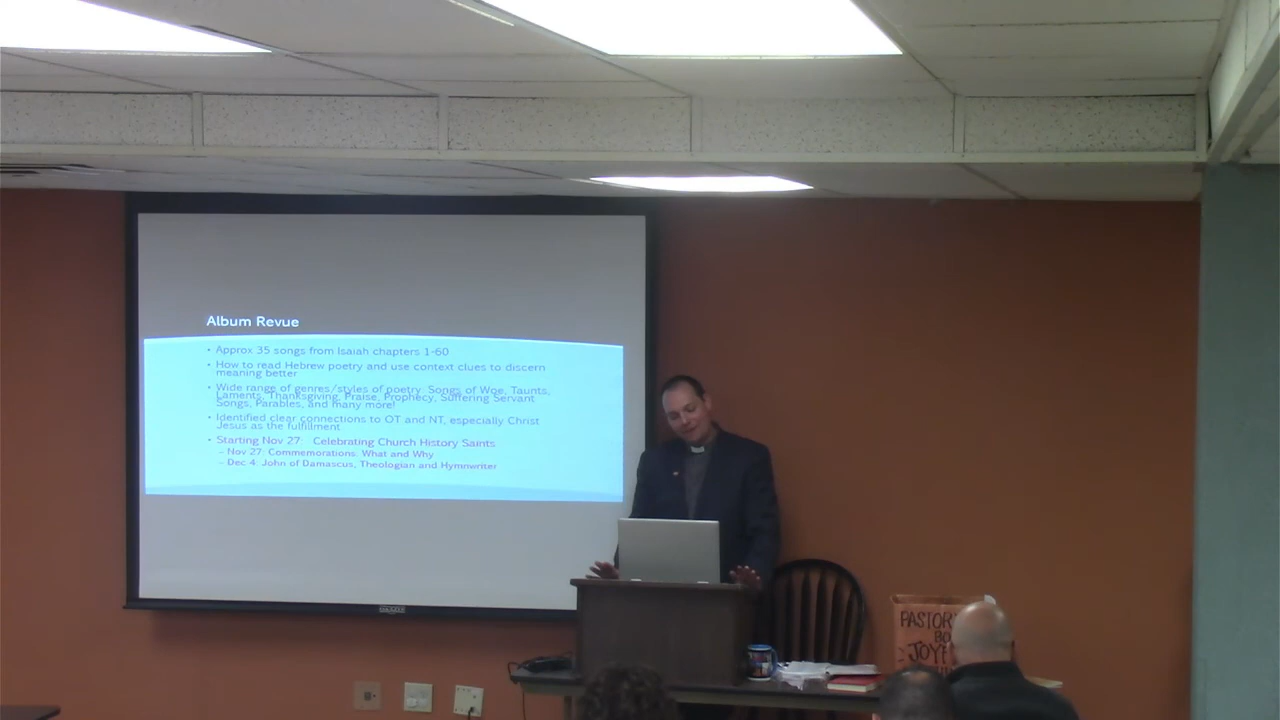 Album Revue
• Approx 35 songs from Isaiah chapters 1-60
• How to read Hebrew poetry and use context clues to discern
meaning better
• Wide range of genres/styles of poetry: Songs of Woe, Taunts,
Laments, Thanksgiving, Praise, Prophecy, Suffering Servant
Songs, Parables, and many more!
• Identified clear connections to OT and NT, especially Christ
Jesus as the fulfillment
• Starting Nov 27: Celebrating Church History Saints
– Nov 27: Commemorations: What and Why
– Dec 4: John of Damascus, Theologian and Hymnwriter
PASTOR
BO
JOYF